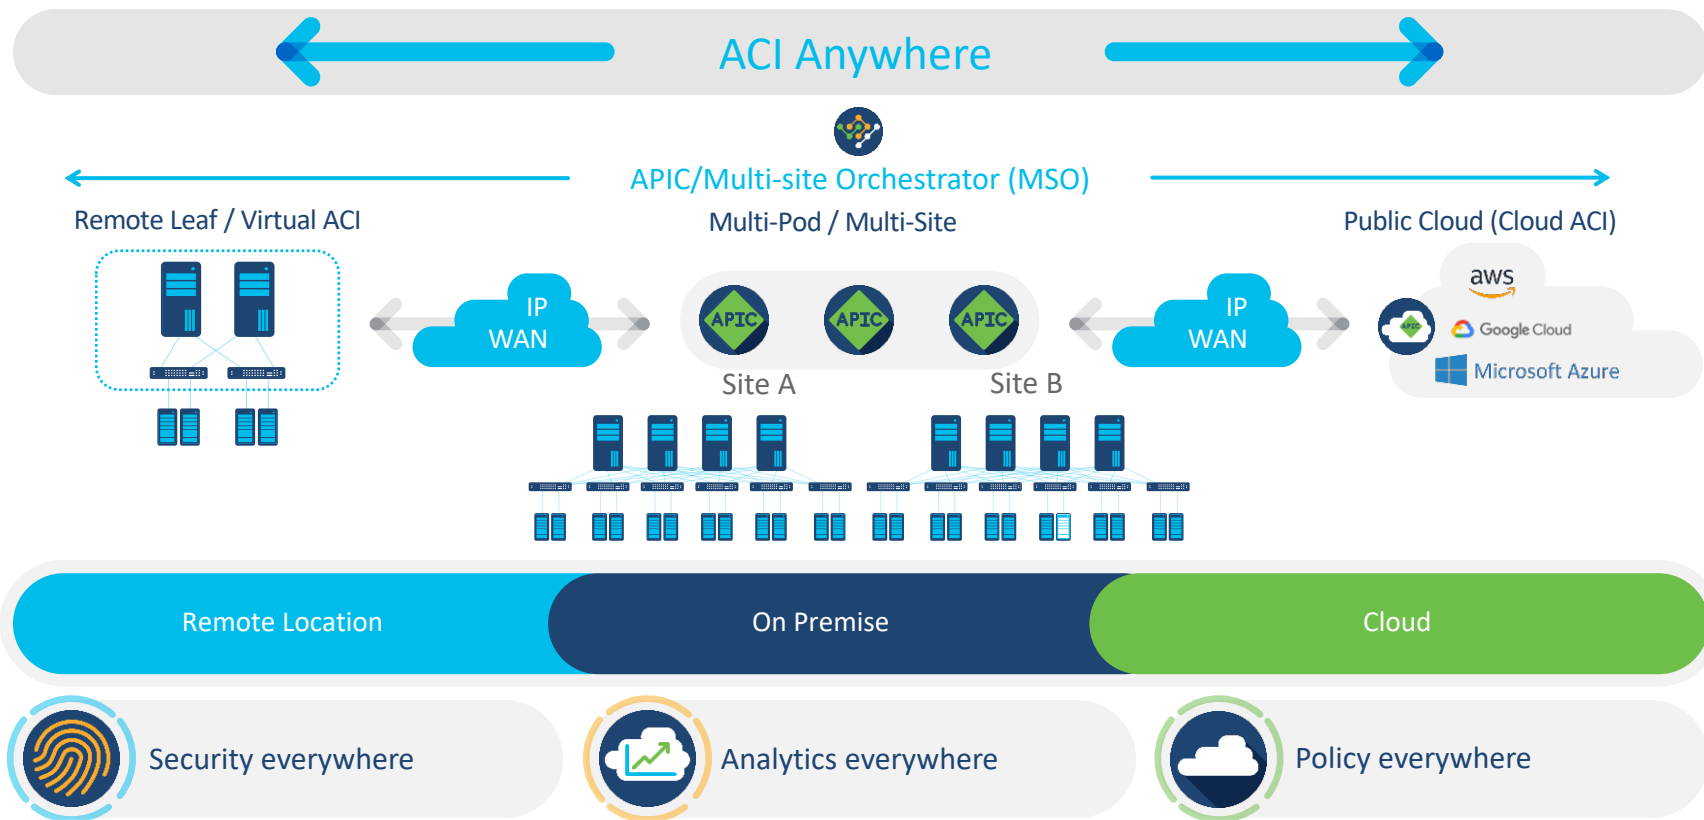 ACI Anywhere
APIC/Multi-site Orchestrator (MSO)
Remote Leaf / Virtual ACI
Multi-Pod / Multi-Site
Public Cloud (Cloud ACI)
IP
WAN
APIC
APIC
APIC
IP
WAN
aws
APIC
Google Cloud
Microsoft Azure
Site A
Site B
Remote Location
On Premise
Cloud
Security everywhere
Analytics everywhere
Policy everywhere